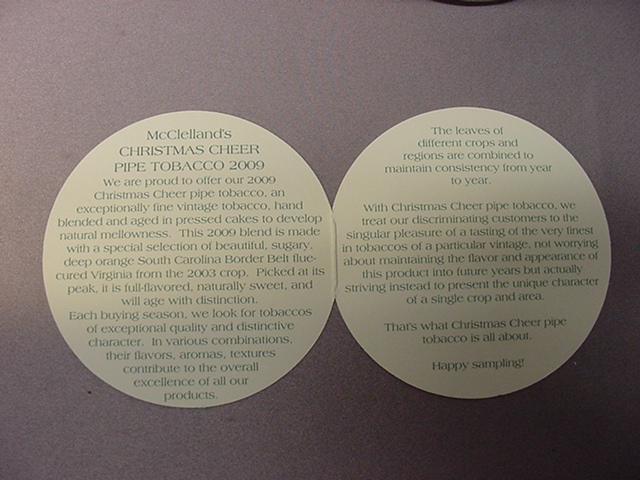 McClelland's
CHRISTMAS CHEER
PIPE TOBACCO 2009
We are proud to offer our 2009
Christmas Cheer pipe tobacco, an
exceptionally fine vintage tobacco, hand
blended and aged in pressed cakes to develop
natural mellowness. This 2009 blend is made
with a special selection of beautiful, sugary,
deep orange South Carolina Border Belt flue-
cured Virginia from the 2003 crop. Picked at its
peak, it is full-flavored, naturally sweet, and
will age with distinction.
Each buying season, we look for tobaccos
of exceptional quality and distinctive
character. In various combinations,
their flavors, aromas, textures
contribute to the overall
excellence of all our
products.
The leaves of
different crops and
regions are combined to
maintain consistency from year
to year.
With Christmas Cheer pipe tobacco, we
treat our discriminating customers to the
singular pleasure of a tasting of the very finest
in tobaccos of a particular vintage, not worrying
about maintaining the flavor and appearance of
this product into future years but actually
striving instead to present the unique character
of a single crop and area.
That's what Christmas Cheer pipe
tobacco is all about.
Happy sampling!